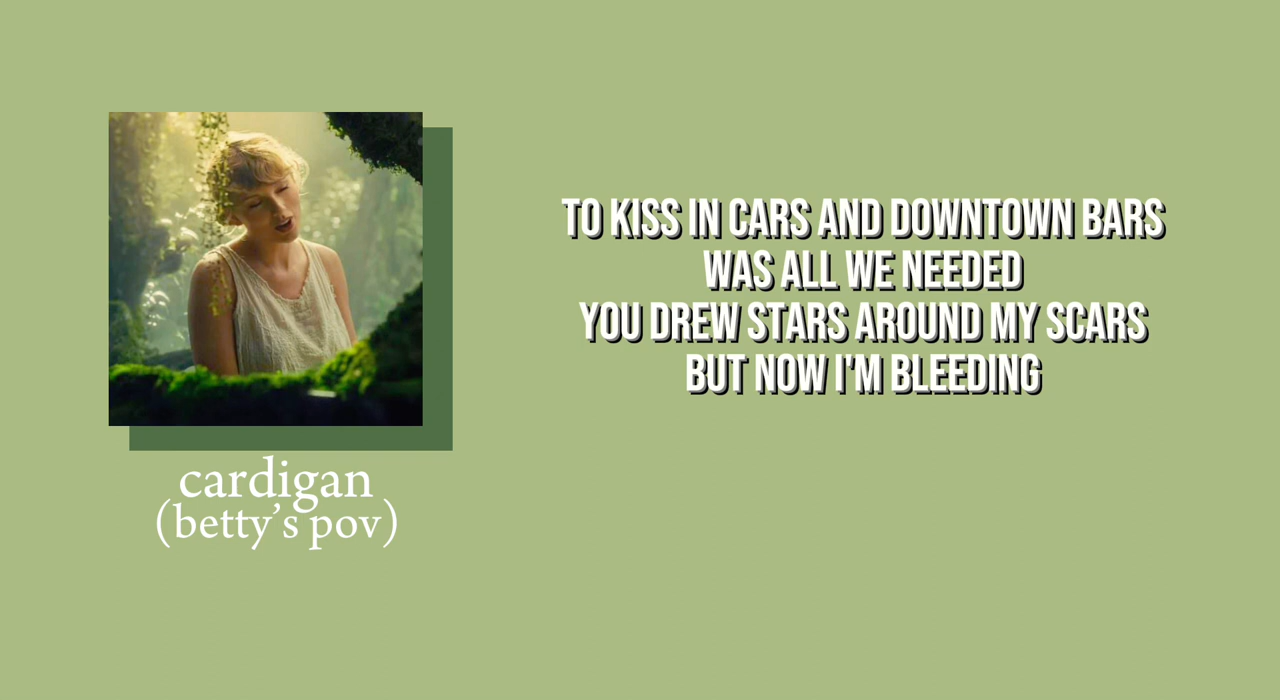 cardigan
(betty's pov)
TO KISS IN CARS AND DOWNTOWN BARS
WAS ALL WE NEEDED
YOU DREW STARS AROUND MY SCARS
BUT NOW I'M BLEEDING